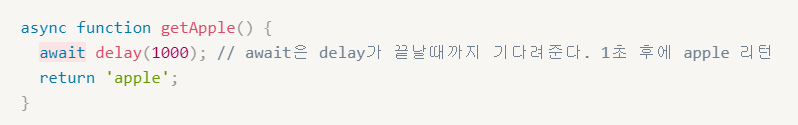 async function getApple() {
  await delay(1000); // await은 delay가 끝날때까지 기다려준다. 1초 후에 apple 리턴
  return 'apple';
}